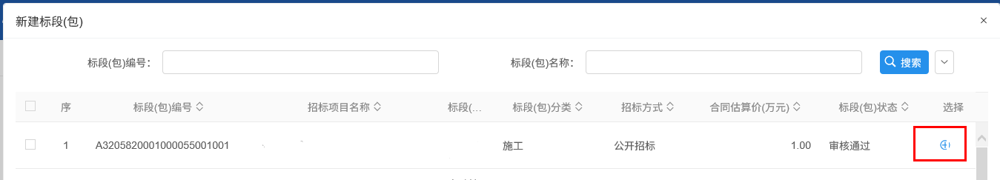 新建标段(包) ×
标段(包)编号: 标段(包)名称: 搜索
序 标段(包)编号 招标项目名称 标段(... 标段(包)分类 招标方式 合同估算价(万元) 标段(包)状态 选择
1 A3205820001000055001001 施工 公开招标 1.00 审核通过